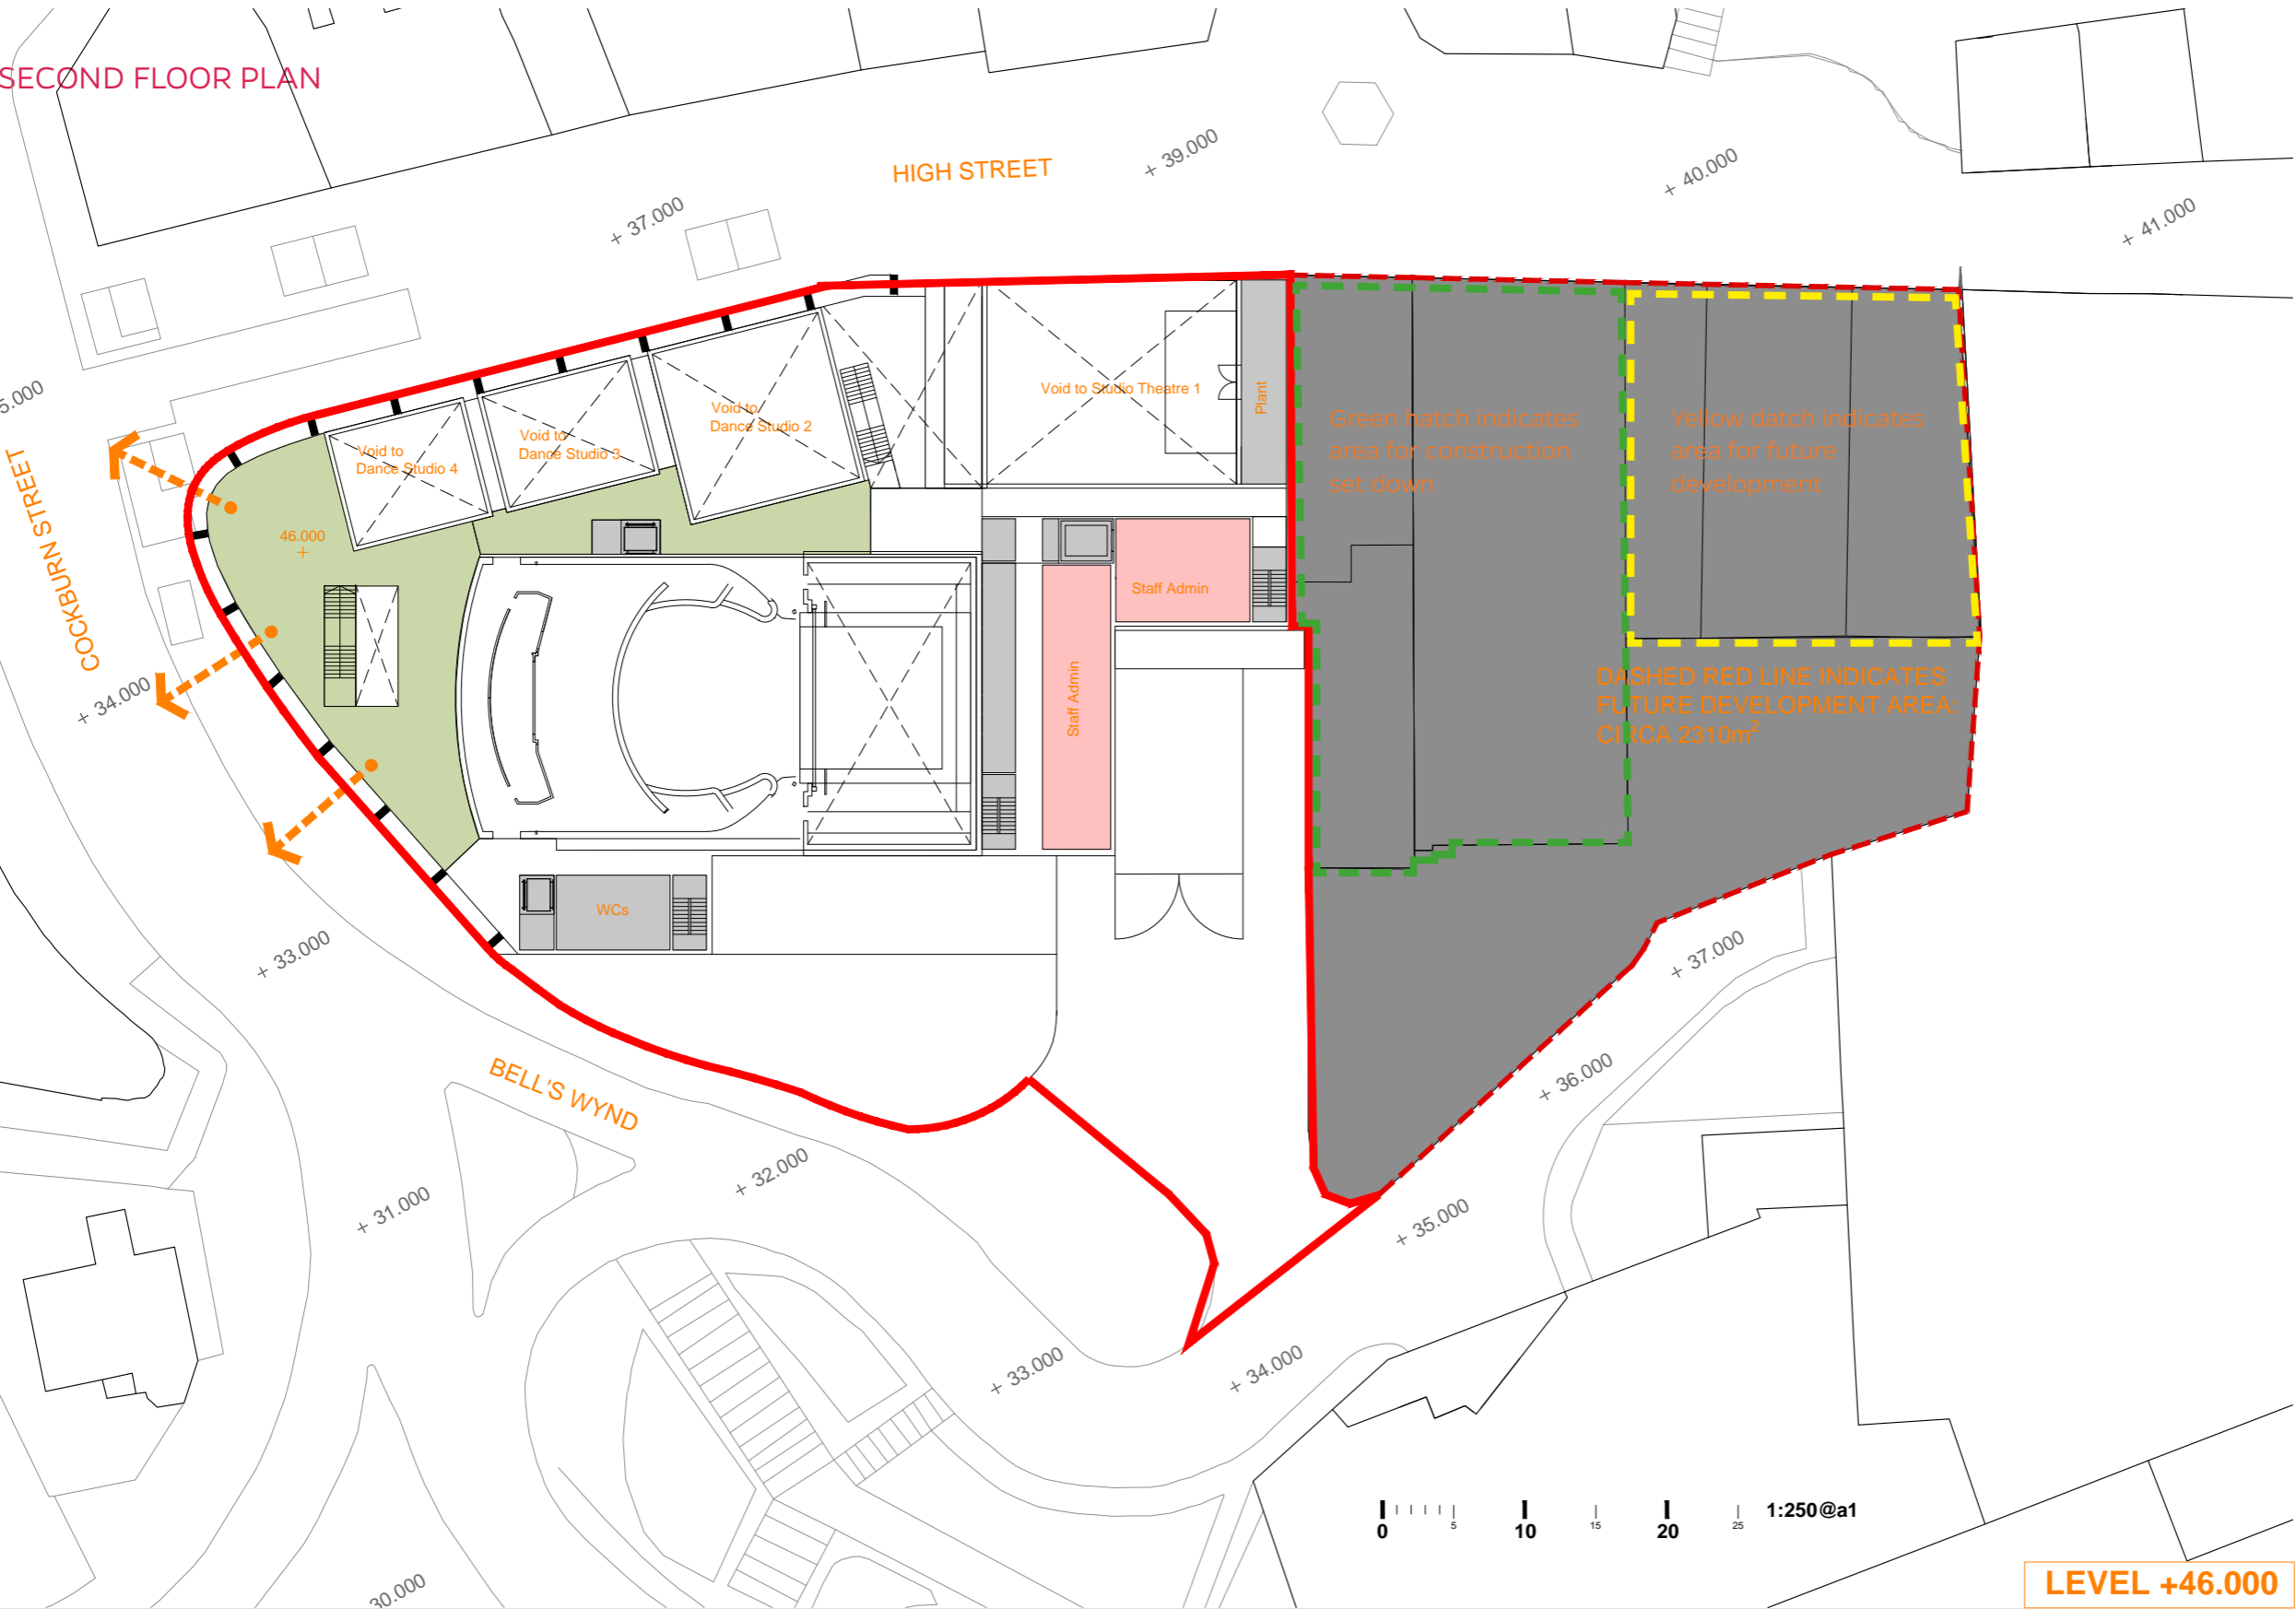 SECOND FLOOR PLAN
HIGH STREET
+ 39.000
+ 40.000
+ 41.000
+ 37.000
5.000
COCKBURN STREET
Void to
Dance Studio 4
Void to
Dance Studio 3
Void to
Dance Studio 2
Void to Studio Theatre 1
Plant
Green hatch indicates
area for construction
set down
Yellow datch indicates
area for future
development
46.000
+
Staff Admin
Staff Admin
DASHED RED LINE INDICATES
FUTURE DEVELOPMENT AREA:
CIRCA 2310m²
+ 34.000
WCs
+ 33.000
+ 37.000
BELL'S WYND
+ 36.000
+ 32.000
+ 31.000
+ 35.000
+ 33.000
+ 34.000
30.000
0 5 10 15 20 25 1:250@a1
LEVEL +46.000